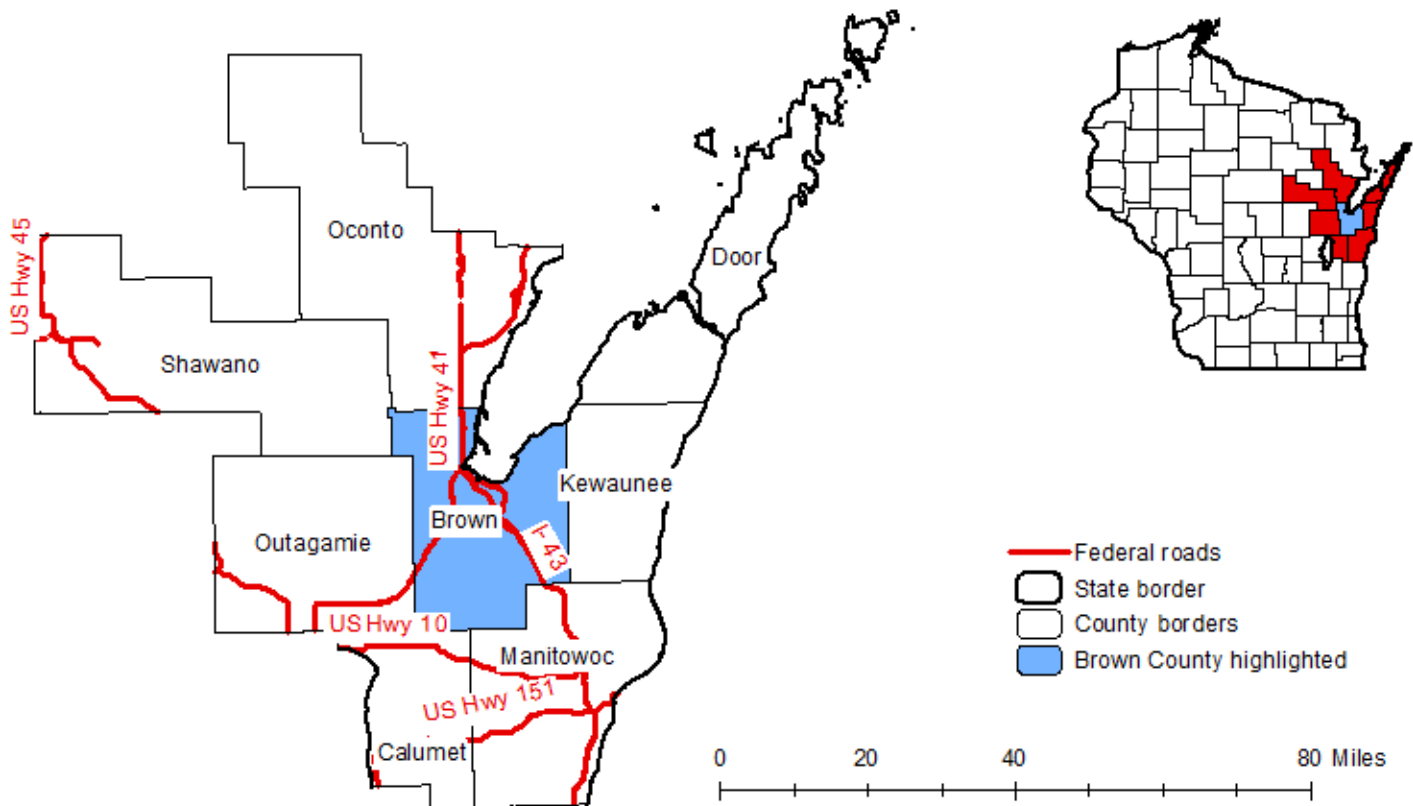 Oconto
Door
US Hwy 45
Shawano
US Hwy 41
Kewaunee
Brown
Outagamie
I-43
US Hwy 10
Manitowoc
US Hwy 151
Calumet
Federal roads
State border
County borders
Brown County highlighted
0 20 40 80 Miles